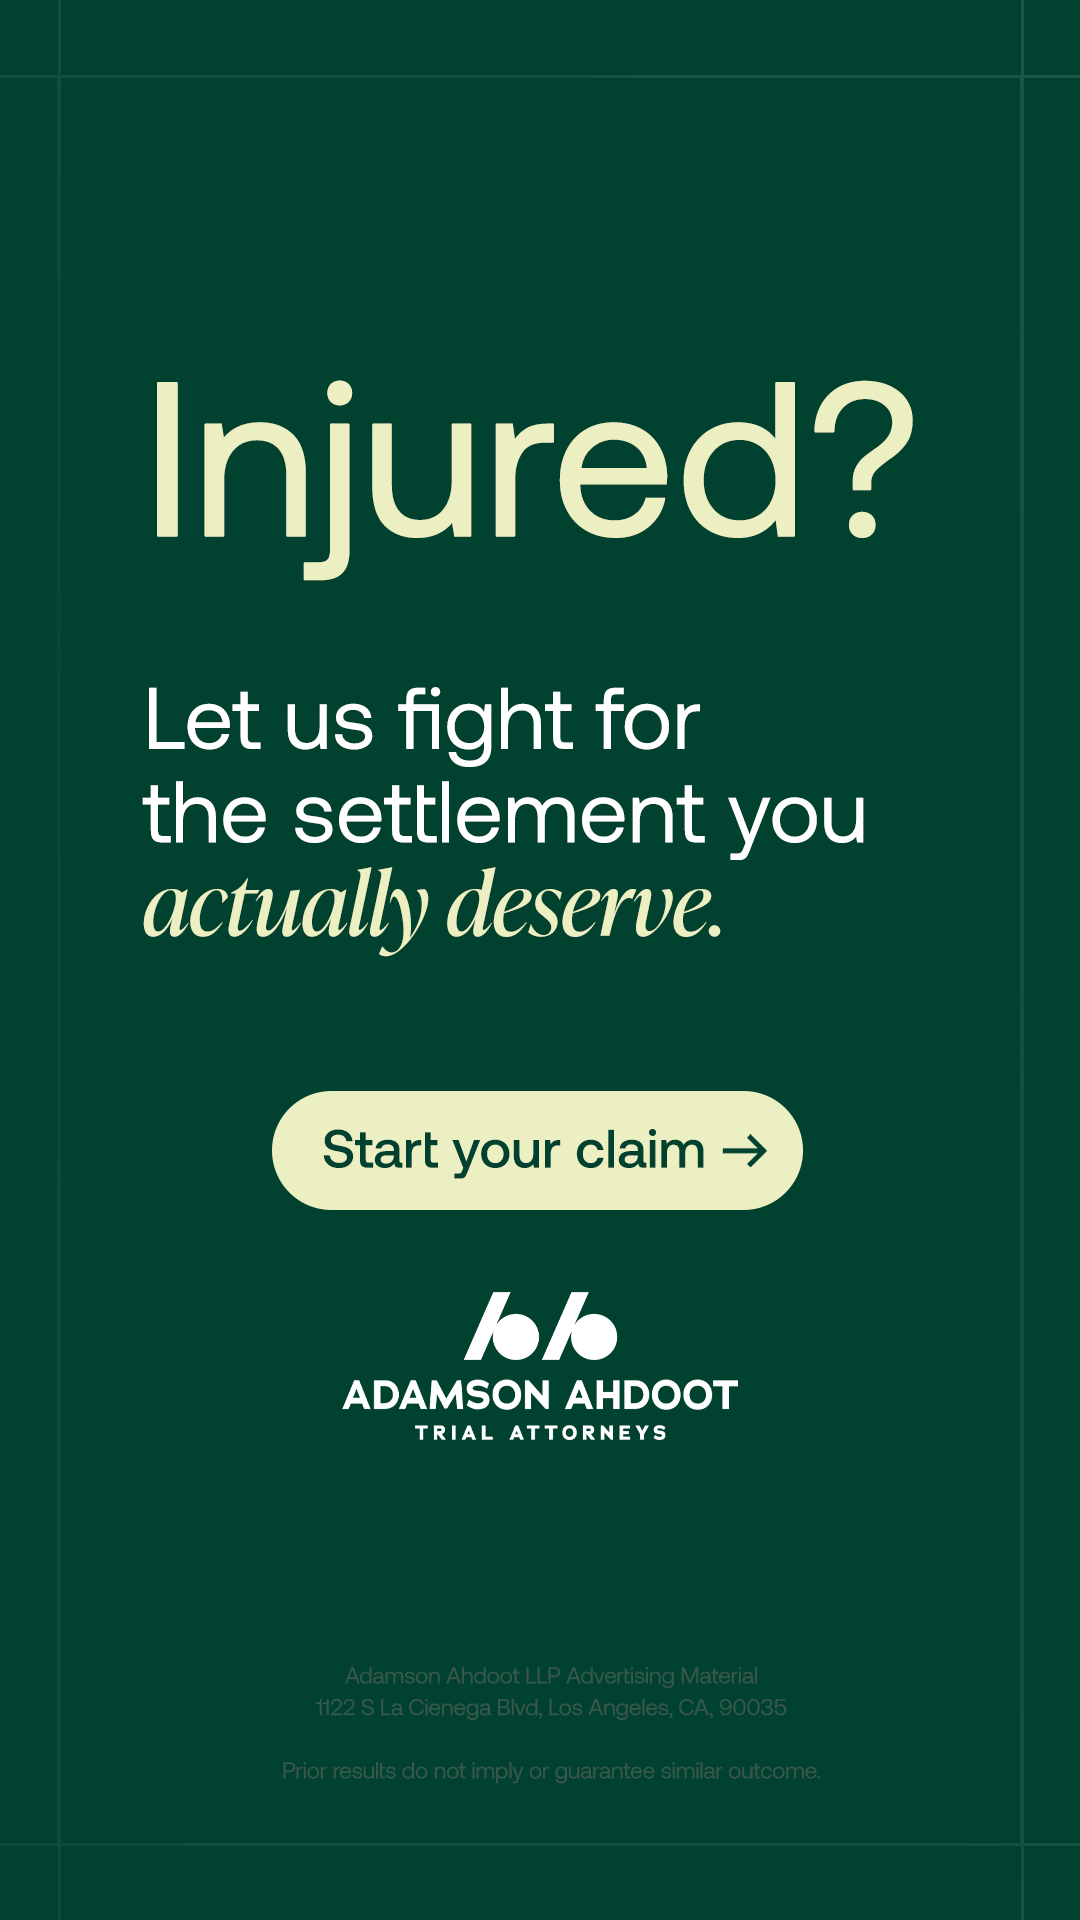 Injured?
Let us fight for
the settlement you
actually deserve.
Start your claim →
ADAMSON AHDOOT
TRIAL ATTORNEYS
Adamson Ahdoot LLP Advertising Material
1122 S La Cienega Blvd, Los Angeles, CA, 90035
Prior results do not imply or guarantee similar outcome.